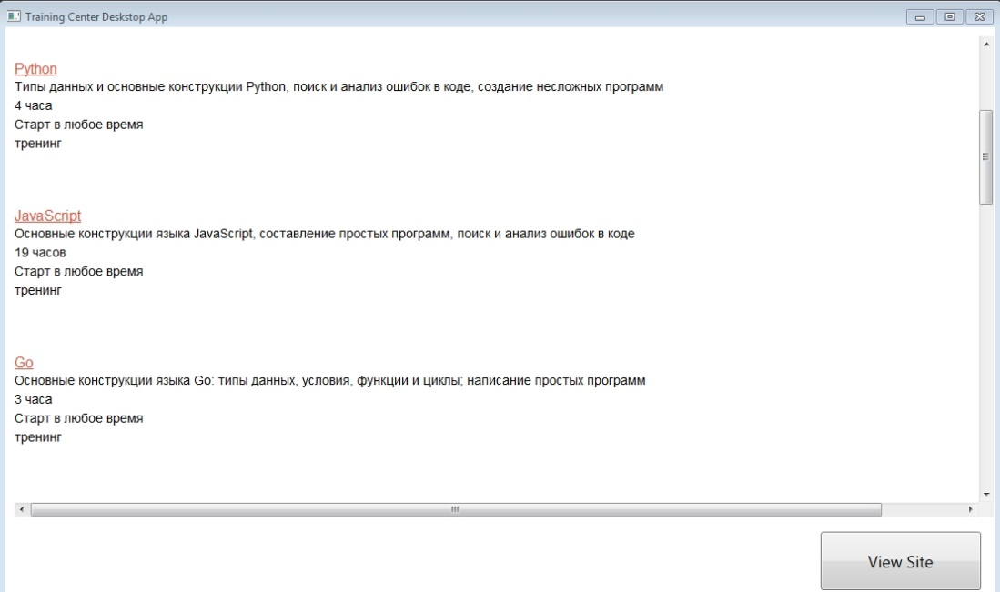 Training Center Deskstop App
Python
Типы данных и основные конструкции Python, поиск и анализ ошибок в коде, создание несложных программ
4 часа
Старт в любое время
тренинг
JavaScript
Основные конструкции языка JavaScript, составление простых программ, поиск и анализ ошибок в коде
19 часов
Старт в любое время
тренинг
Go
Основные конструкции языка Go: типы данных, условия, функции и циклы; написание простых программ
3 часа
Старт в любое время
тренинг
View Site